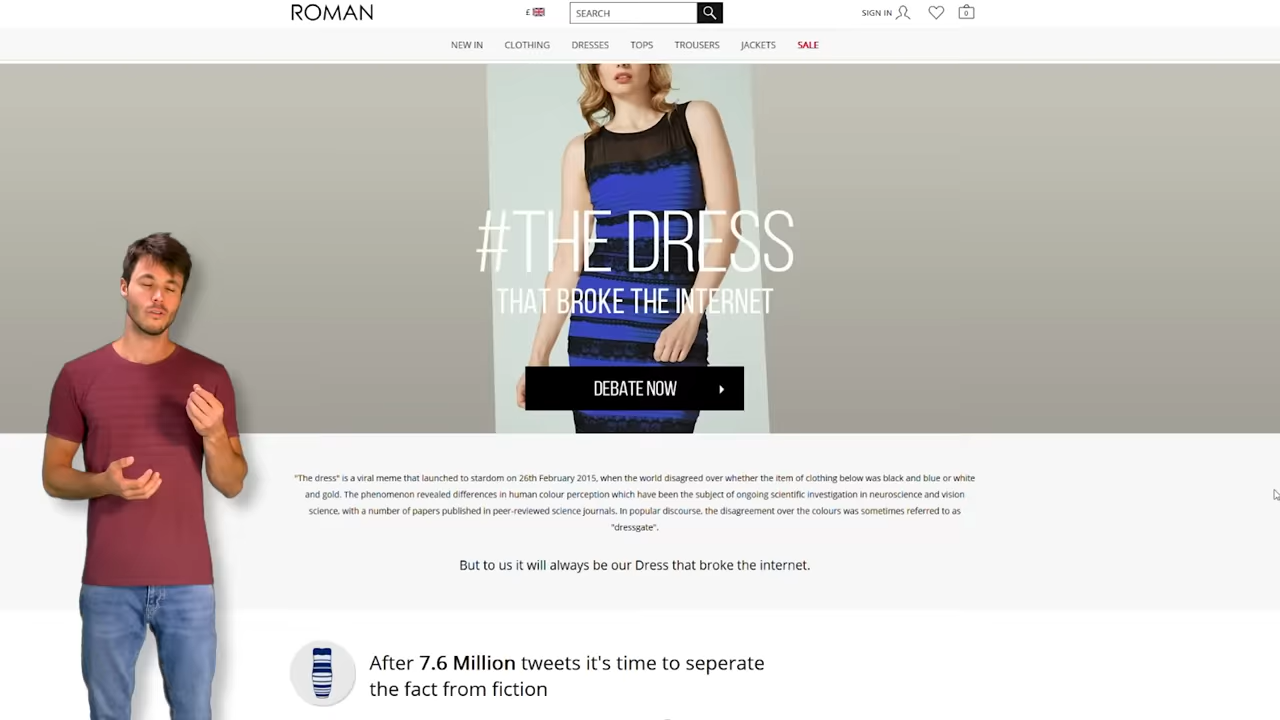 ROMAN
£
SEARCH
SIGN IN
0
NEW IN CLOTHING DRESSES TOPS TROUSERS JACKETS SALE
#THE DRESS
THAT BROKE THE INTERNET
DEBATE NOW
"The dress" is a viral meme that launched to stardom on 26th February 2015, when the world disagreed over whether the item of clothing below was black and blue or white
and gold. The phenomenon revealed differences in human colour perception which have been the subject of ongoing scientific investigation in neuroscience and vision
science, with a number of papers published in peer-reviewed science journals. In popular discourse, the disagreement over the colours was sometimes referred to as
"dressgate".
But to us it will always be our Dress that broke the internet.
After 7.6 Million tweets it's time to seperate
the fact from fiction